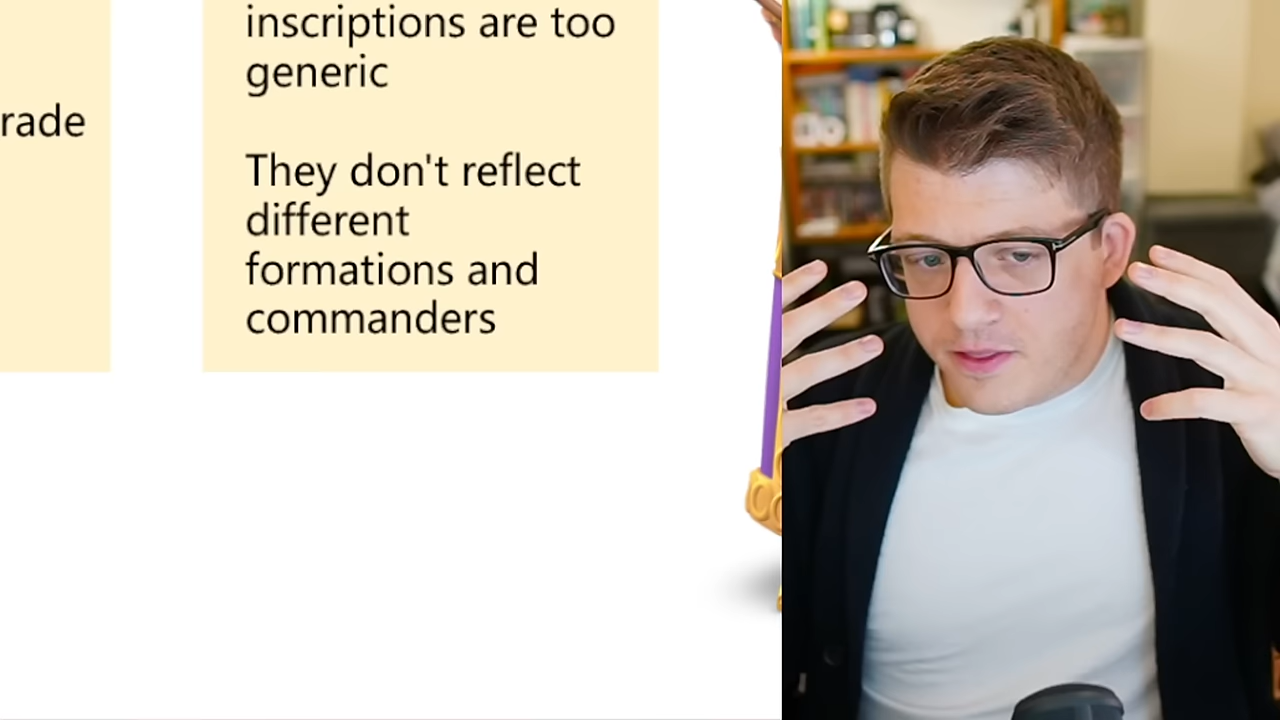 rade
inscriptions are too
generic
They don't reflect
different
formations and
commanders